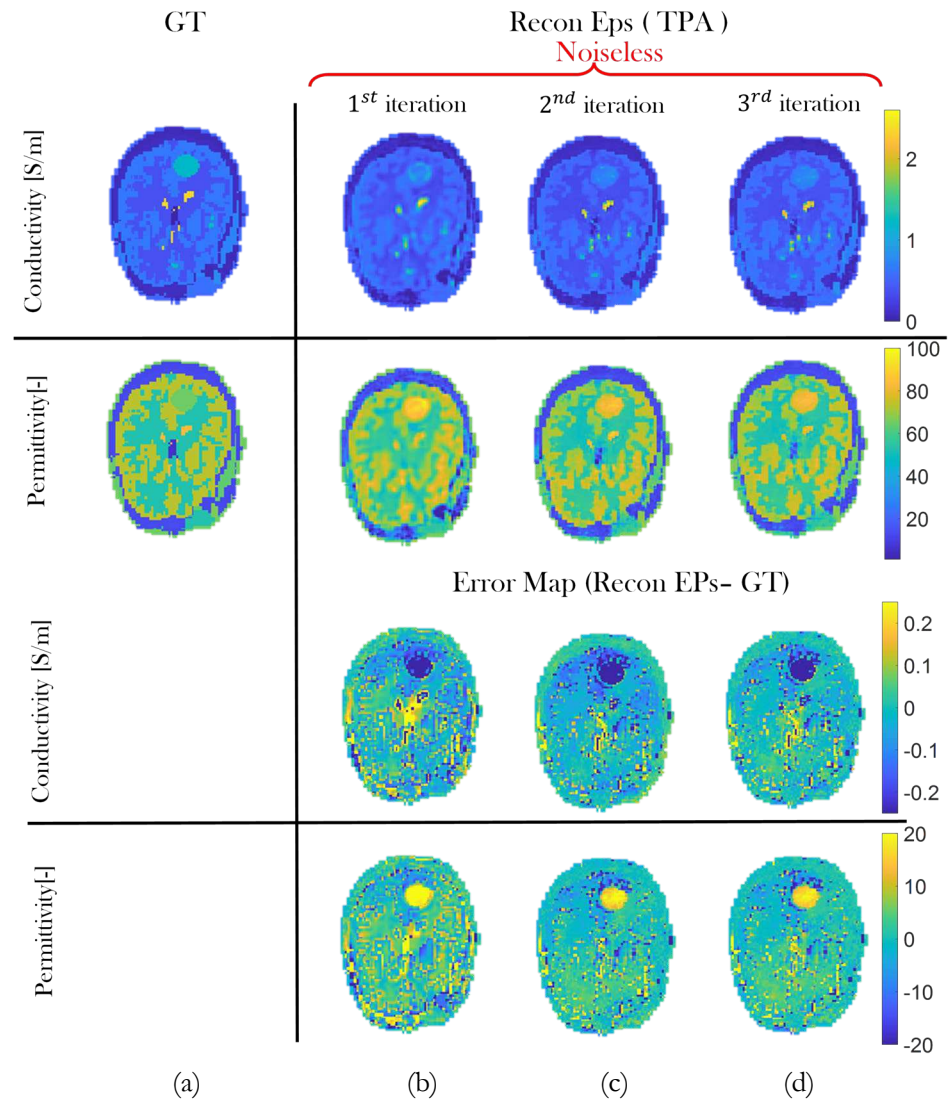 GT
Recon Eps ( TPA )
Noiseless
1st iteration
2nd iteration
3rd iteration
Conductivity [S/m]
2
1
0
Permittivity[-]
100
80
60
40
20
Error Map (Recon EPs– GT)
Conductivity [S/m]
0.2
0.1
0
-0.1
-0.2
Permittivity[-]
20
10
0
-10
-20
(a)
(b)
(c)
(d)